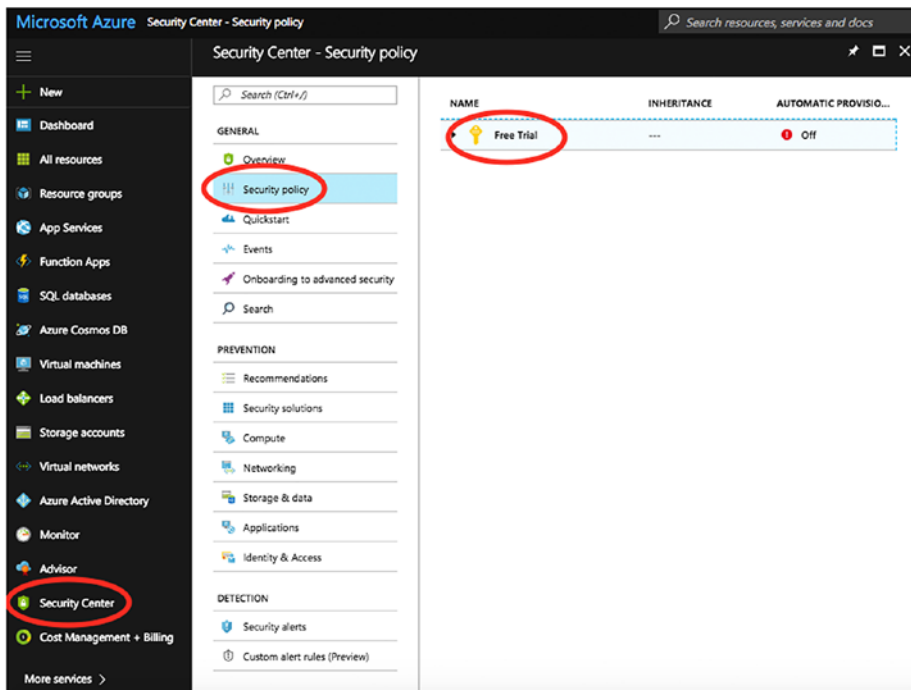 Microsoft Azure Security Center - Security policy
Search resources, services and docs
Security Center - Security policy
New
Dashboard
All resources
Resource groups
App Services
Function Apps
SQL databases
Azure Cosmos DB
Virtual machines
Load balancers
Storage accounts
Virtual networks
Azure Active Directory
Monitor
Advisor
Security Center
Cost Management + Billing
More services >
Search (Ctrl+/)
GENERAL
Overview
Security policy
Quickstart
Events
Onboarding to advanced security
Search
PREVENTION
Recommendations
Security solutions
Compute
Networking
Storage & data
Applications
Identity & Access
DETECTION
Security alerts
Custom alert rules (Preview)
NAME INHERITANCE AUTOMATIC PROVISIO...
Free Trial --- Off